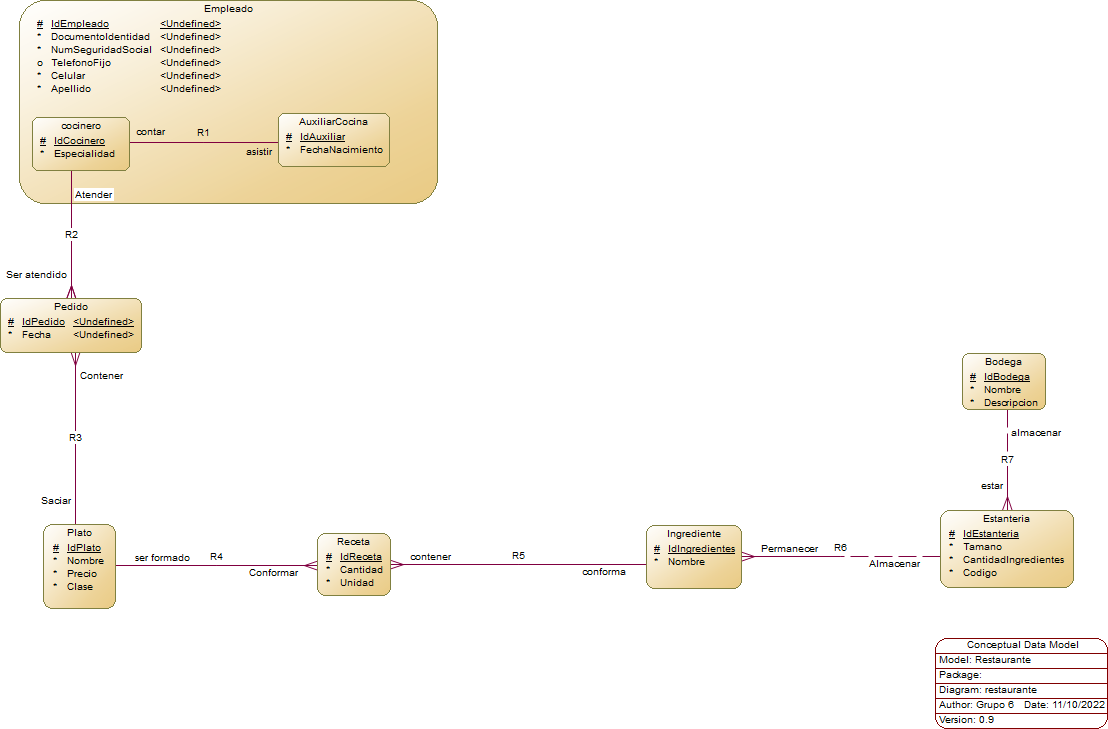 Empleado
# IdEmpleado <Undefined>
* DocumentoIdentidad <Undefined>
* NumSeguridadSocial <Undefined>
o TelefonoFijo <Undefined>
* Celular <Undefined>
* Apellido <Undefined>
cocinero
# IdCocinero
* Especialidad
contar R1
asistir
AuxiliarCocina
# IdAuxiliar
* FechaNacimiento
Atender
R2
Ser atendido
Pedido
# IdPedido <Undefined>
* Fecha <Undefined>
Contener
R3
Saciar
Plato
# IdPlato
* Nombre
* Precio
* Clase
ser formado R4
Conformar
Receta
# IdReceta
* Cantidad
* Unidad
contener R5
conforma
Ingrediente
# IdIngredientes
* Nombre
Permanecer R6
Almacenar
Bodega
# IdBodega
* Nombre
* Descripcion
almacenar
R7
estar
Estanteria
# IdEstanteria
* Tamano
* CantidadIngredientes
* Codigo
Conceptual Data Model
Model: Restaurante
Package:
Diagram: restaurante
Author: Grupo 6 Date: 11/10/2022
Version: 0.9